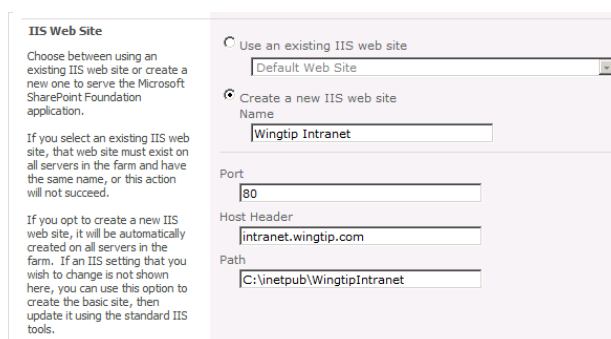 IIS Web Site
Choose between using an
existing IIS web site or create a
new one to serve the Microsoft
SharePoint Foundation
application.
If you select an existing IIS web
site, that web site must exist on
all servers in the farm and have
the same name, or this action
will not succeed.
If you opt to create a new IIS
web site, it will be automatically
created on all servers in the
farm. If an IIS setting that you
wish to change is not shown
here, you can use this option to
create the basic site, then
update it using the standard IIS
tools.
Use an existing IIS web site
Default Web Site
Create a new IIS web site
Name
Wingtip Intranet
Port
80
Host Header
intranet.wingtip.com
Path
C:\inetpub\WingtipIntranet